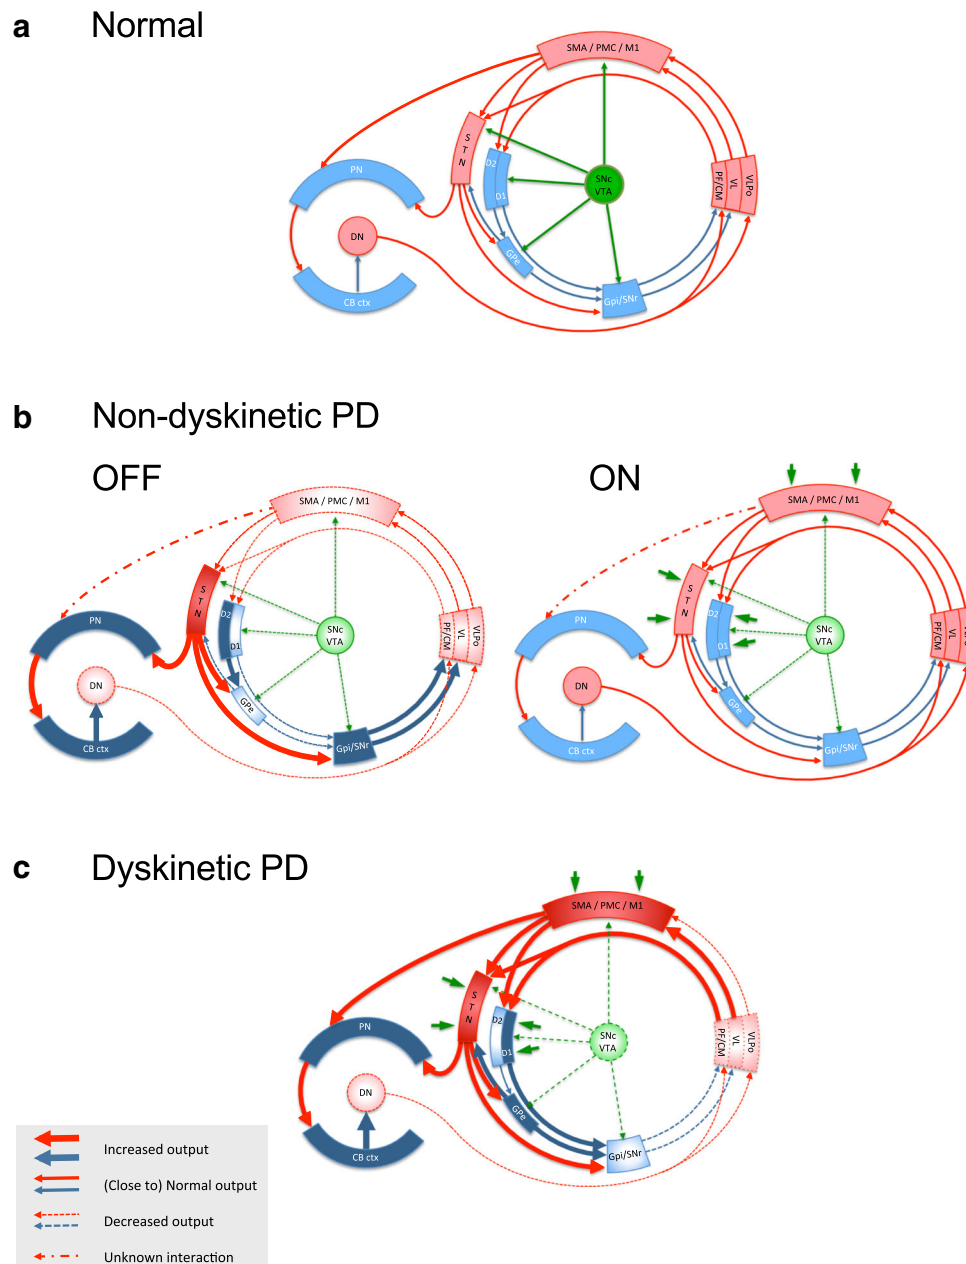 a Normal
SMA / PMC / M1
S
T
N
D2
D1
PN
SNc
VTA
PF/CM
VL
VLPo
DN
GPe
CB ctx
Gpi/SNr
b Non-dyskinetic PD
OFF
ON
SMA / PMC / M1
S
T
N
D2
D1
PN
SNc
VTA
PF/CM
VL
VLPo
DN
GPe
CB ctx
Gpi/SNr
SMA / PMC / M1
S
T
N
D2
D1
PN
SNc
VTA
PF/CM
VL
DN
GPe
CB ctx
Gpi/SNr
c Dyskinetic PD
SMA / PMC / M1
S
T
N
D2
D1
PN
SNc
VTA
PF/CM
VL
VLPo
DN
GPe
CB ctx
Gpi/SNr
Increased output
(Close to) Normal output
Decreased output
Unknown interaction